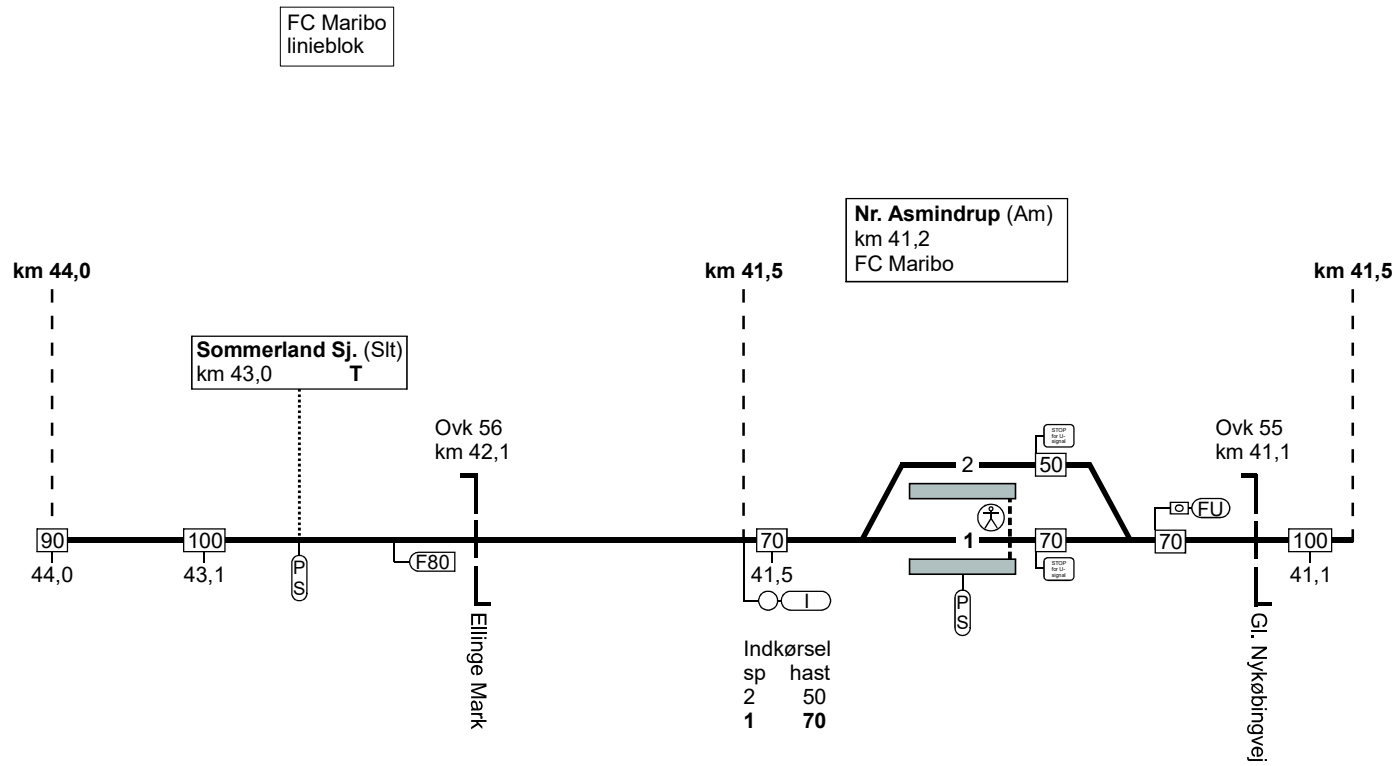 FC Maribo
linieblok
Nr. Asmindrup (Am)
km 41,2
FC Maribo
km 44,0
km 41,5
km 41,5
Sommerland Sj. (Slt)
km 43,0 T
Ovk 56
km 42,1
Ovk 55
km 41,1
STOP
for U-
signal
2
50
FU
90
100
F80
70
1
70
70
100
44,0
43,1
P
S
41,5
STOP
for U-
signal
41,1
I
P
S
Ellinge Mark
Gl. Nykøbingvej
Indkørsel
sp hast
2 50
1 70